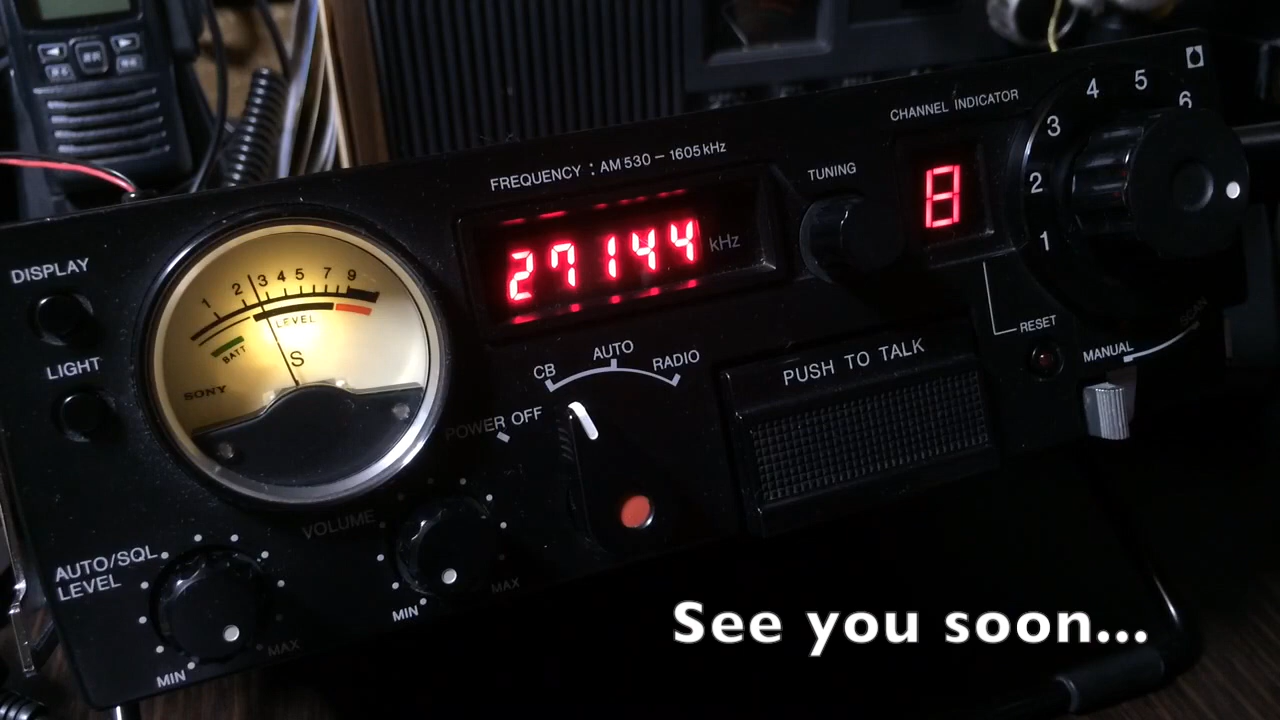 CHANNEL INDICATOR
4 5 6
3
2
1
FREQUENCY : AM 530 – 1605 kHz
TUNING
27144 kHz
8
DISPLAY
LIGHT
1 2 3 4 5 7 9
LEVEL
BATT
S
SONY
CB AUTO RADIO
POWER OFF
PUSH TO TALK
RESET
MANUAL SCAN
VOLUME
MIN MAX
AUTO/SQL
LEVEL
MIN MAX
See you soon...